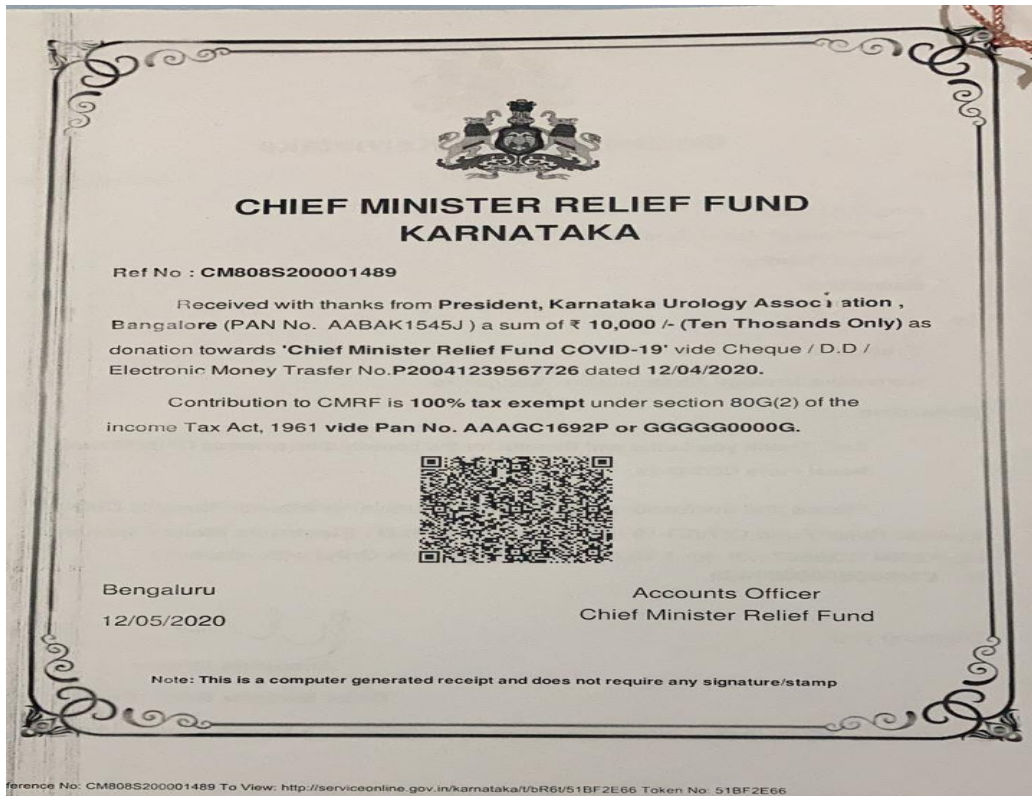 CHIEF MINISTER RELIEF FUND
KARNATAKA
Ref No : CM808S200001489
Received with thanks from President, Karnataka Urology Association ,
Bangalore (PAN No. AABAK1545J ) a sum of ₹ 10,000 /- (Ten Thosands Only) as
donation towards 'Chief Minister Relief Fund COVID-19' vide Cheque / D.D /
Electronic Money Trasfer No.P20041239567726 dated 12/04/2020.
Contribution to CMRF is 100% tax exempt under section 80G(2) of the
income Tax Act, 1961 vide Pan No. AAAGC1692P or GGGGG0000G.
Bengaluru
12/05/2020
Accounts Officer
Chief Minister Relief Fund
Note: This is a computer generated receipt and does not require any signature/stamp
ference No: CM808S200001489 To View: http://serviceonline.gov.in/karnataka/t/bR6t/51BF2E66 Token No: 51BF2E66